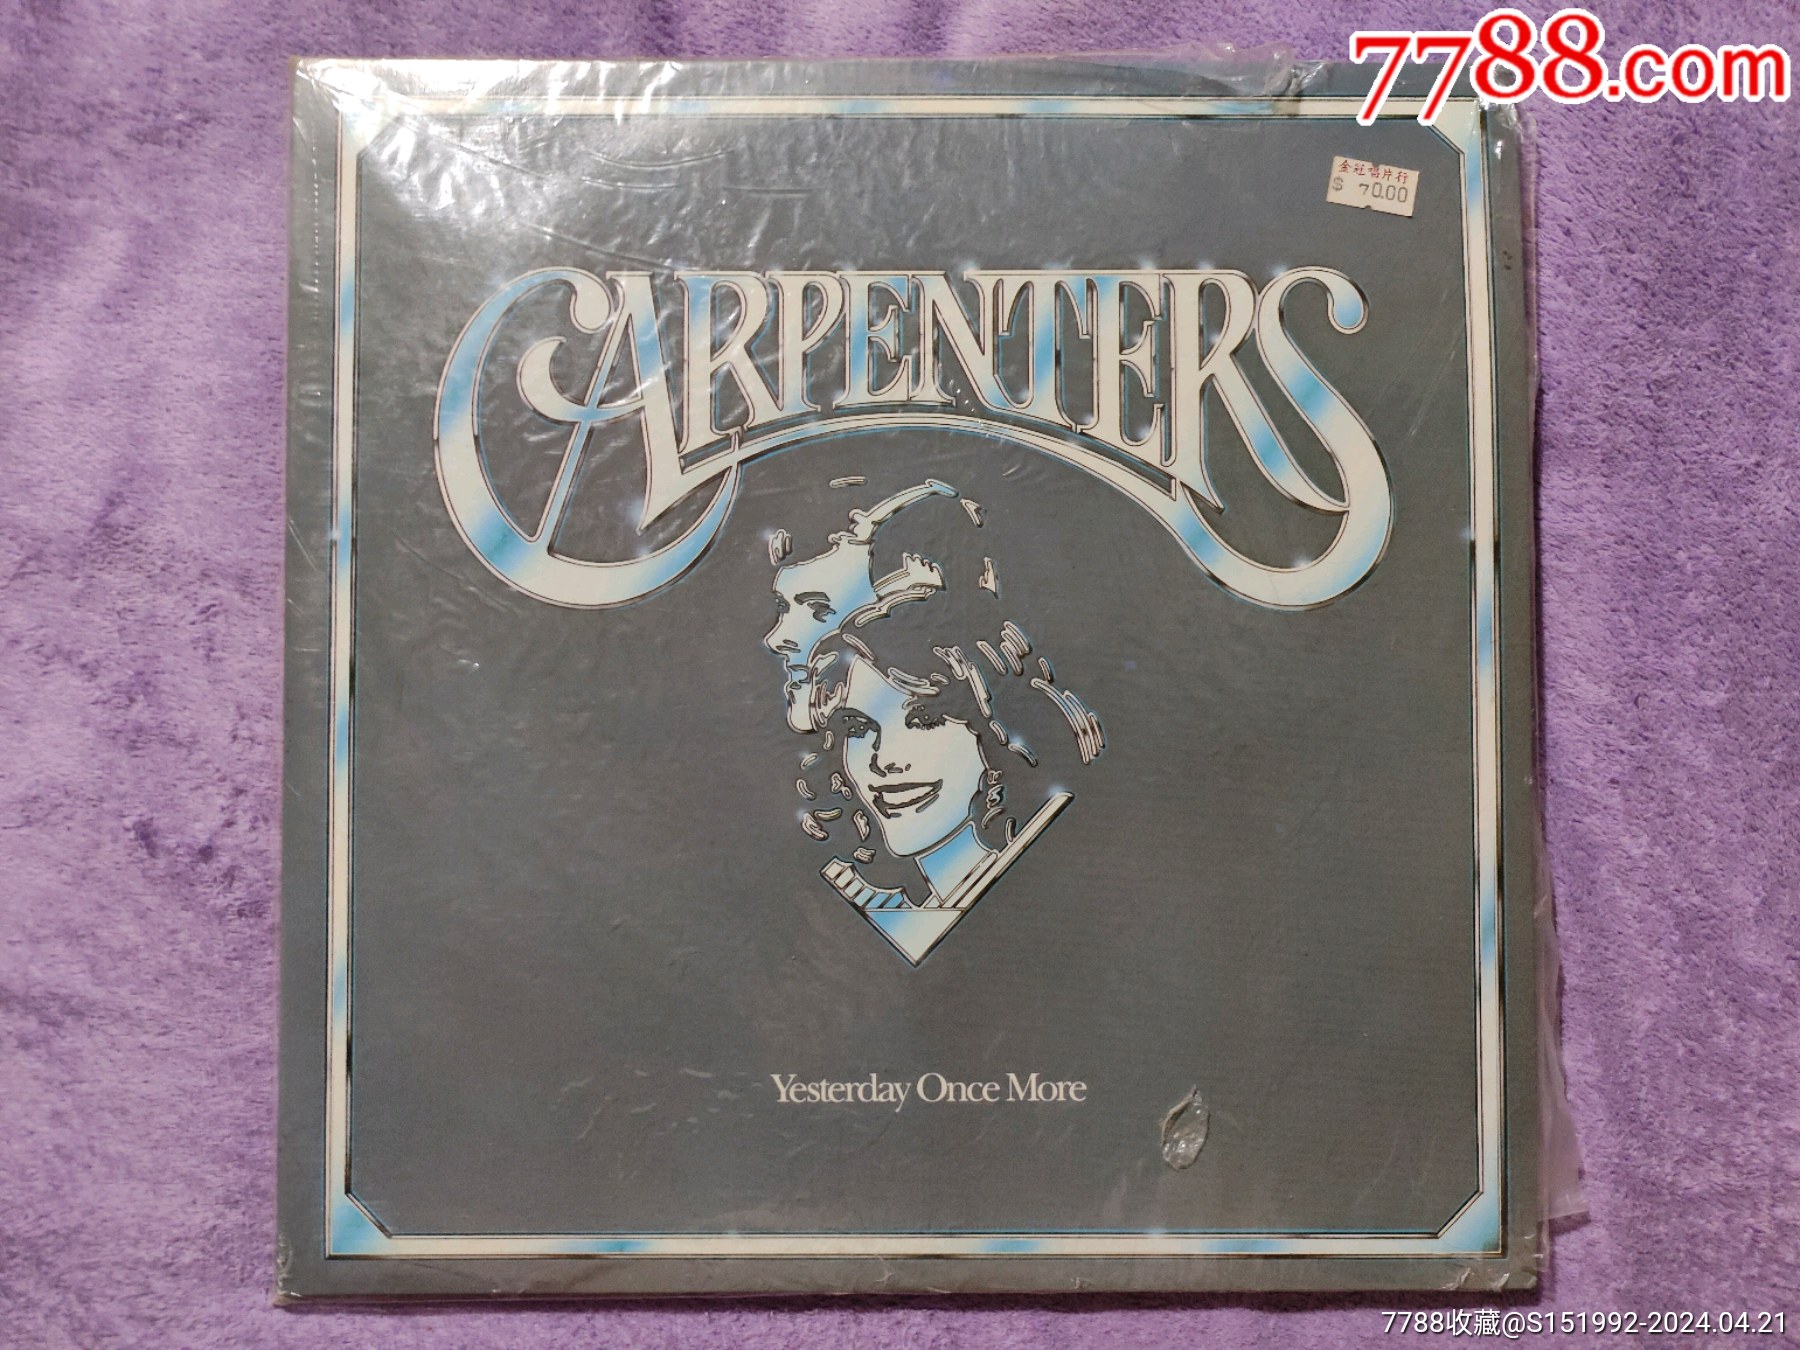 7788.com
金冠唱片行
$ 70.00
CARPENTERS
Yesterday Once More
7788收藏@S151992-2024.04.21